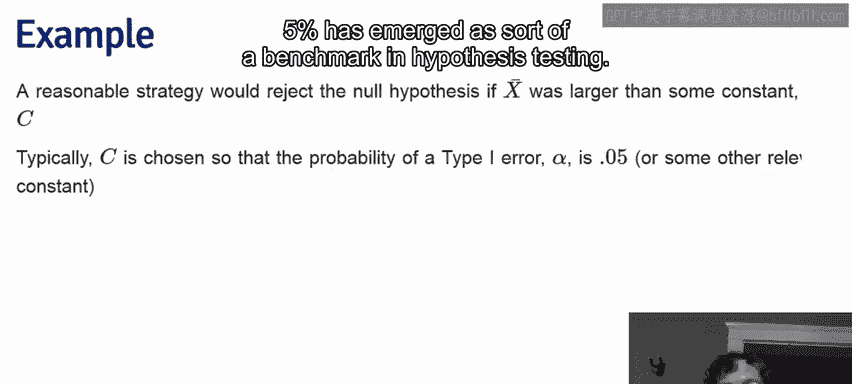 Example
5% has emerged as sort of
a benchmark in hypothesis testing.
A reasonable strategy would reject the null hypothesis if X̄ was larger than some constant,
C
Typically, C is chosen so that the probability of a Type I error, α, is .05 (or some other
constant)